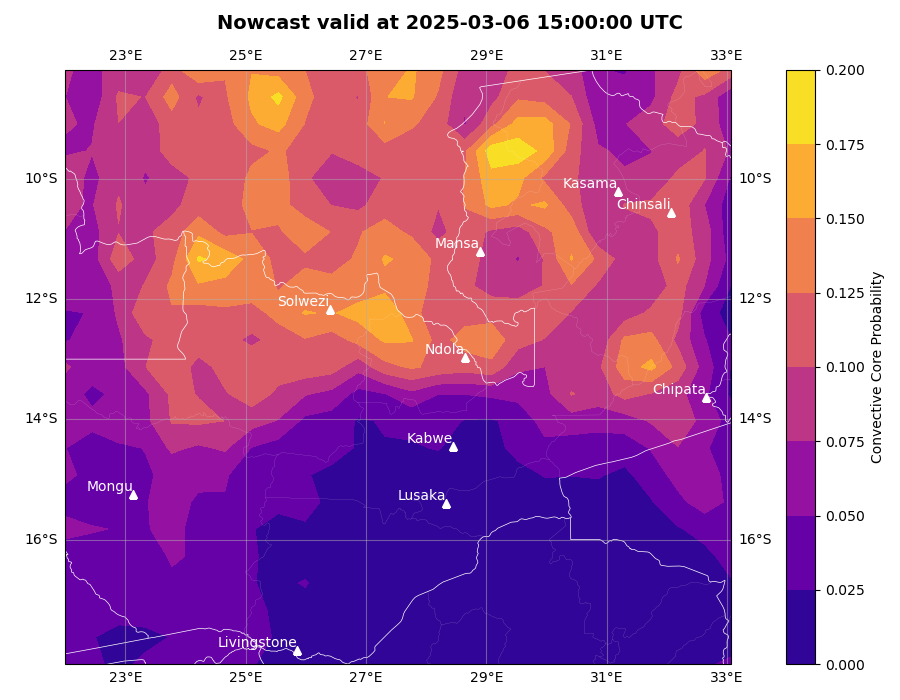 Nowcast valid at 2025-03-06 15:00:00 UTC
23°E 25°E 27°E 29°E 31°E 33°E
0.200
0.175
10°S Kasama 10°S
Chinsali
0.150
Mansa
12°S Solwezi 12°S
0.125
Ndola
0.100
Chipata
14°S 14°S
Kabwe
0.075
Mongu Lusaka
0.050
16°S 16°S
0.025
Livingstone
0.000
23°E 25°E 27°E 29°E 31°E 33°E
Convective Core Probability